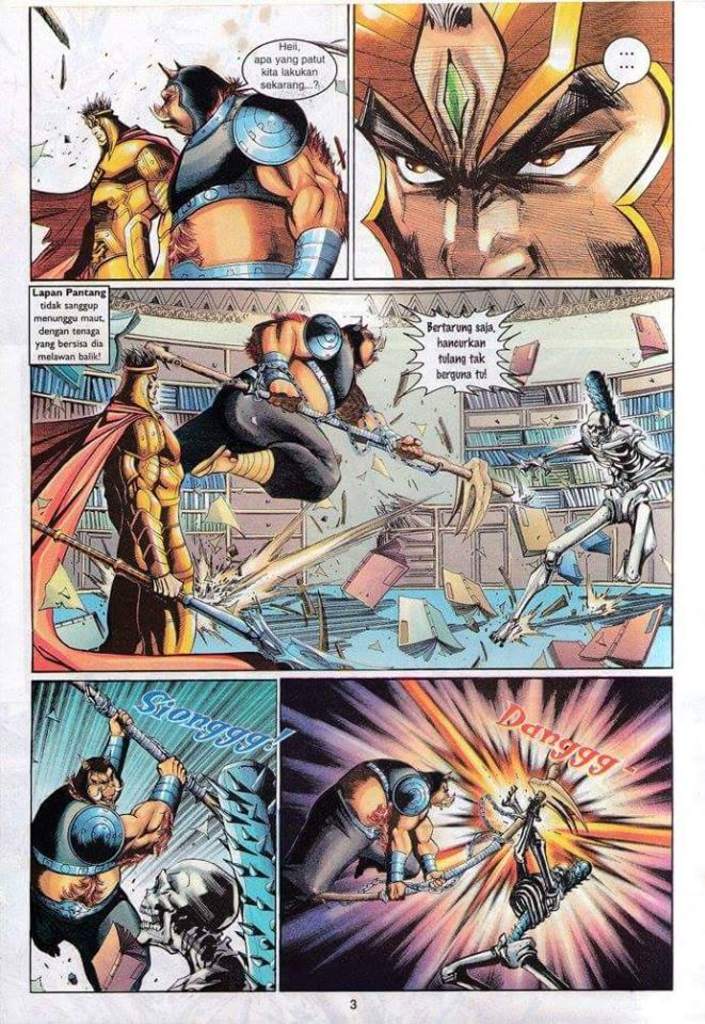 Heii,
apa yang patut
kita lakukan
sekarang...?
...
...
Lapan Pantang
tidak sanggup
menunggu maut,
dengan tenaga
yang bersisa dia
melawan balik!
Bertarung saja,
hancurkan
tulang tak
berguna tu!
Sionggg!
Danggg-
3